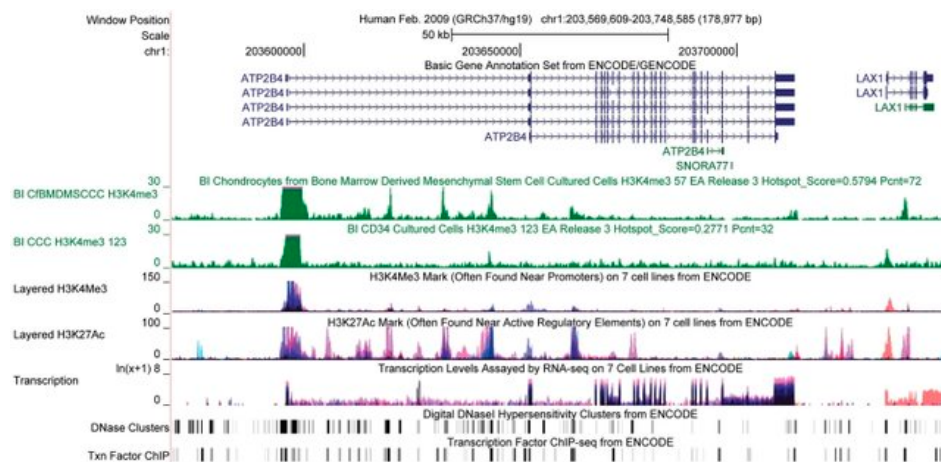 Window Position Human Feb. 2009 (GRCh37/hg19) chr1:203,569,609-203,748,585 (178,977 bp)
Scale 50 kb
chr1: 203600000 203650000 203700000
Basic Gene Annotation Set from ENCODE/GENCODE
ATP2B4 LAX1
ATP2B4 LAX1
ATP2B4 LAX1
ATP2B4
ATP2B4
ATP2B4
SNORA77
30 BI Chondrocytes from Bone Marrow Derived Mesenchymal Stem Cell Cultured Cells H3K4me3 57 EA Release 3 Hotspot_Score=0.5794 Pcnt=72
BI CfBMDMSCCC H3K4me3
0
30 BI CD34 Cultured Cells H3K4me3 123 EA Release 3 Hotspot_Score=0.2771 Pcnt=32
BI CCC H3K4me3 123
0
150 H3K4Me3 Mark (Often Found Near Promoters) on 7 cell lines from ENCODE
Layered H3K4Me3
0
100 H3K27Ac Mark (Often Found Near Active Regulatory Elements) on 7 cell lines from ENCODE
Layered H3K27Ac
0
ln(x+1) 8 Transcription Levels Assayed by RNA-seq on 7 Cell Lines from ENCODE
Transcription
0
Digital DNaseI Hypersensitivity Clusters from ENCODE
DNase Clusters
Transcription Factor ChIP-seq from ENCODE
Txn Factor ChIP